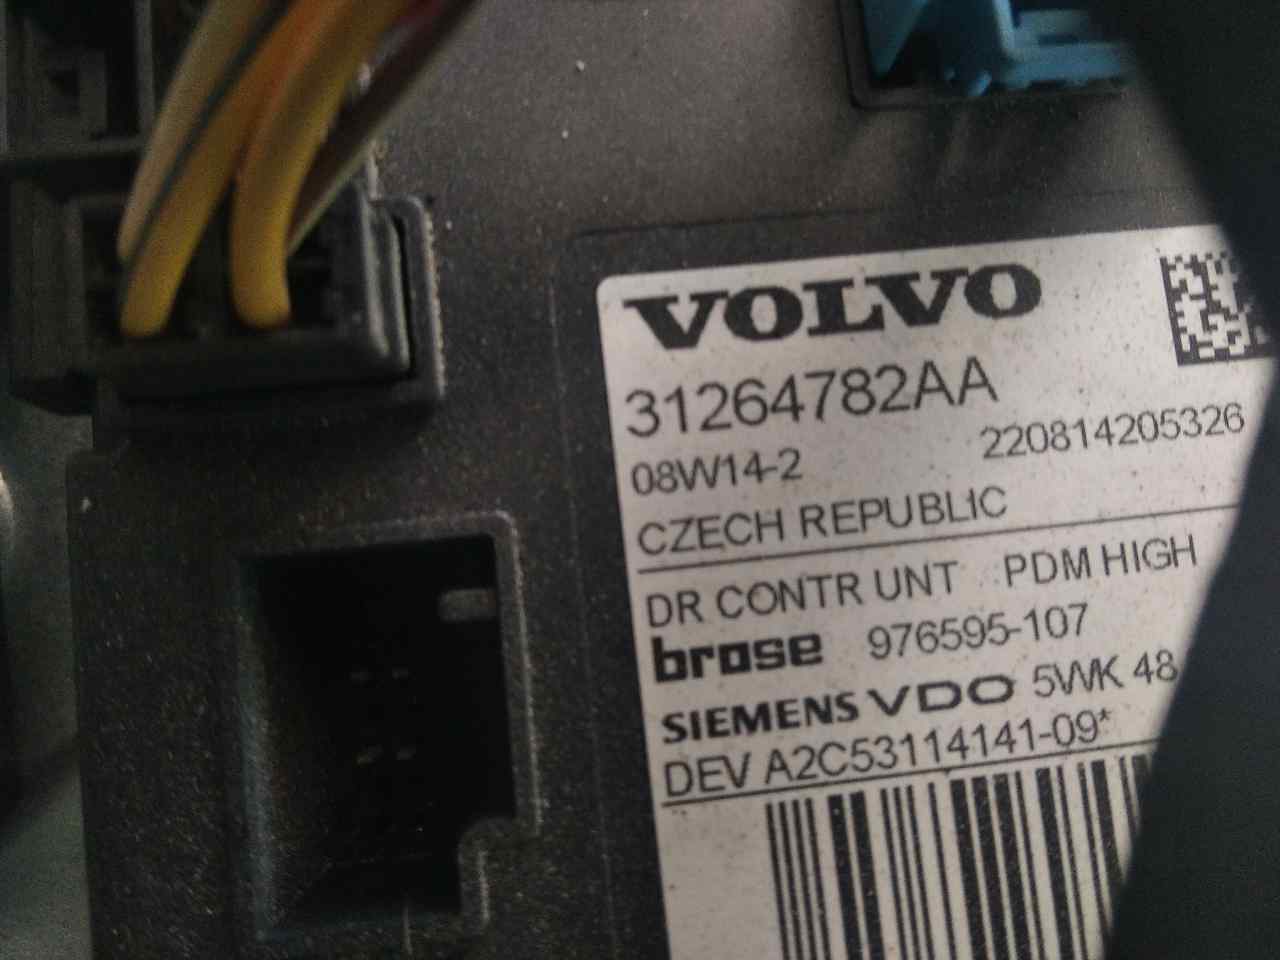 VOLVO
31264782AA
08W14-2 220814205326
CZECH REPUBLIC
DR CONTR UNT PDM HIGH
brose 976595-107
SIEMENS VDO 5WK 48
DEV A2C53114141-09*